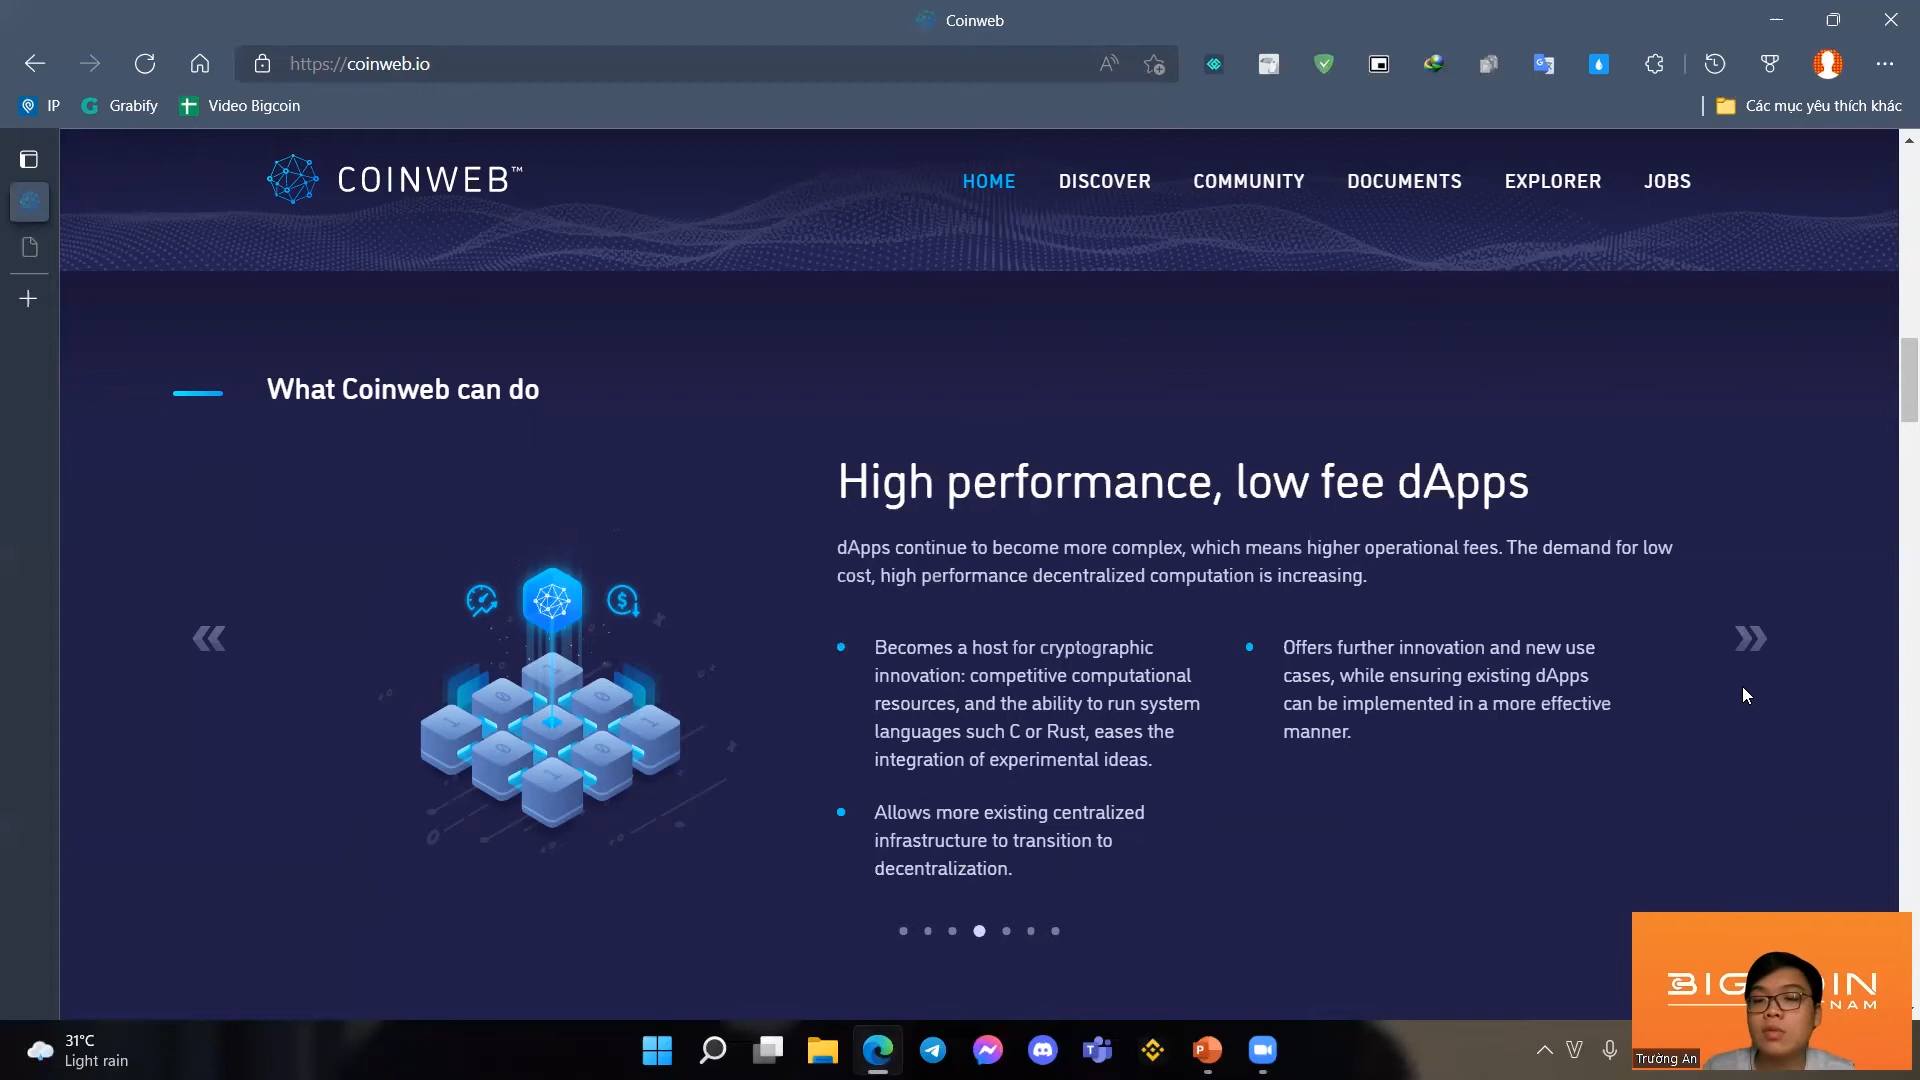 Coinweb
https://coinweb.io
IP
Grabify
Video Bigcoin
Các mục yêu thích khác
COINWEB™
HOME
DISCOVER
COMMUNITY
DOCUMENTS
EXPLORER
JOBS
What Coinweb can do
High performance, low fee dApps
dApps continue to become more complex, which means higher operational fees. The demand for low
cost, high performance decentralized computation is increasing.
Becomes a host for cryptographic
innovation: competitive computational
resources, and the ability to run system
languages such C or Rust, eases the
integration of experimental ideas.
Allows more existing centralized
infrastructure to transition to
decentralization.
Offers further innovation and new use
cases, while ensuring existing dApps
can be implemented in a more effective
manner.
31°C
Light rain
Trường An